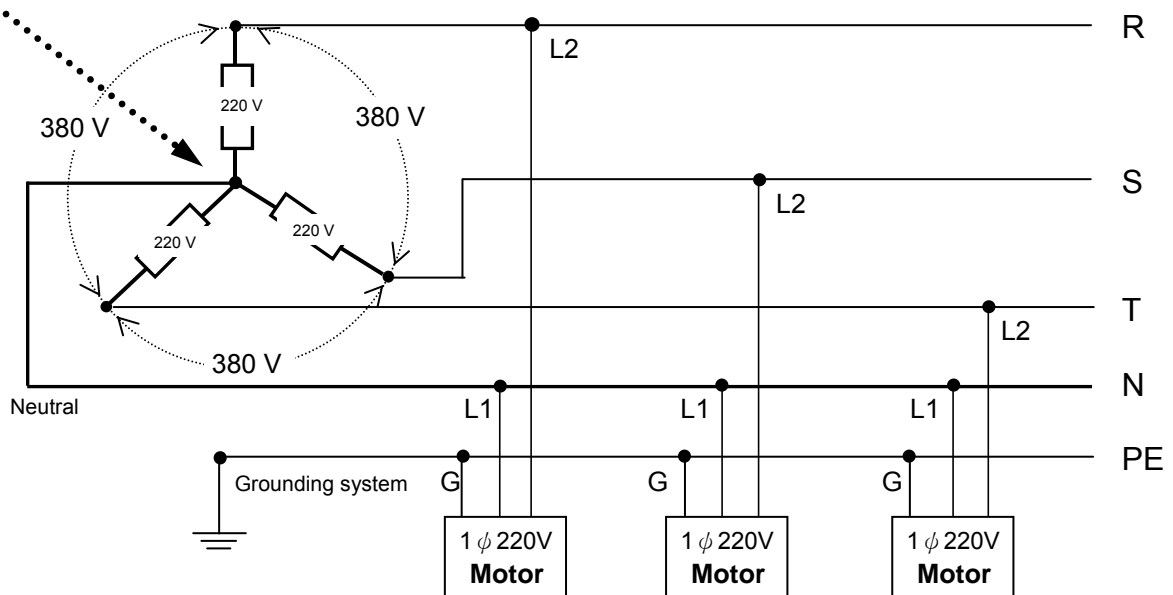 R
L2
220 V
380 V
380 V
S
L2
220 V
220 V
T
L2
380 V
N
Neutral
L1
L1
L1
PE
Grounding system
G
G
G
1 ϕ 220V
Motor
1 ϕ 220V
Motor
1 ϕ 220V
Motor